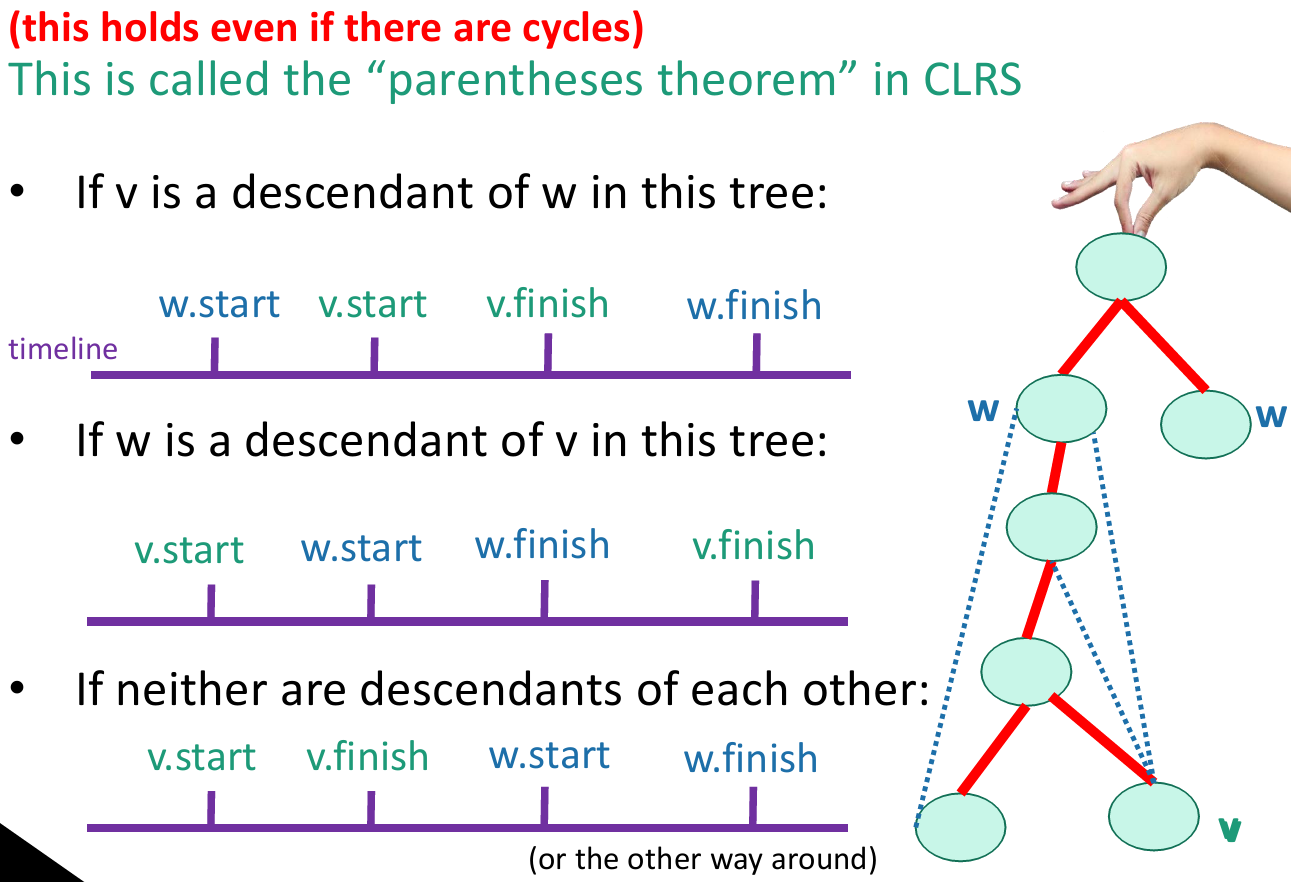 (this holds even if there are cycles)
This is called the “parentheses theorem” in CLRS
• If v is a descendant of w in this tree:
w.start v.start v.finish w.finish
timeline
• If w is a descendant of v in this tree:
v.start w.start w.finish v.finish
• If neither are descendants of each other:
v.start v.finish w.start w.finish
(or the other way around)
w
w
v